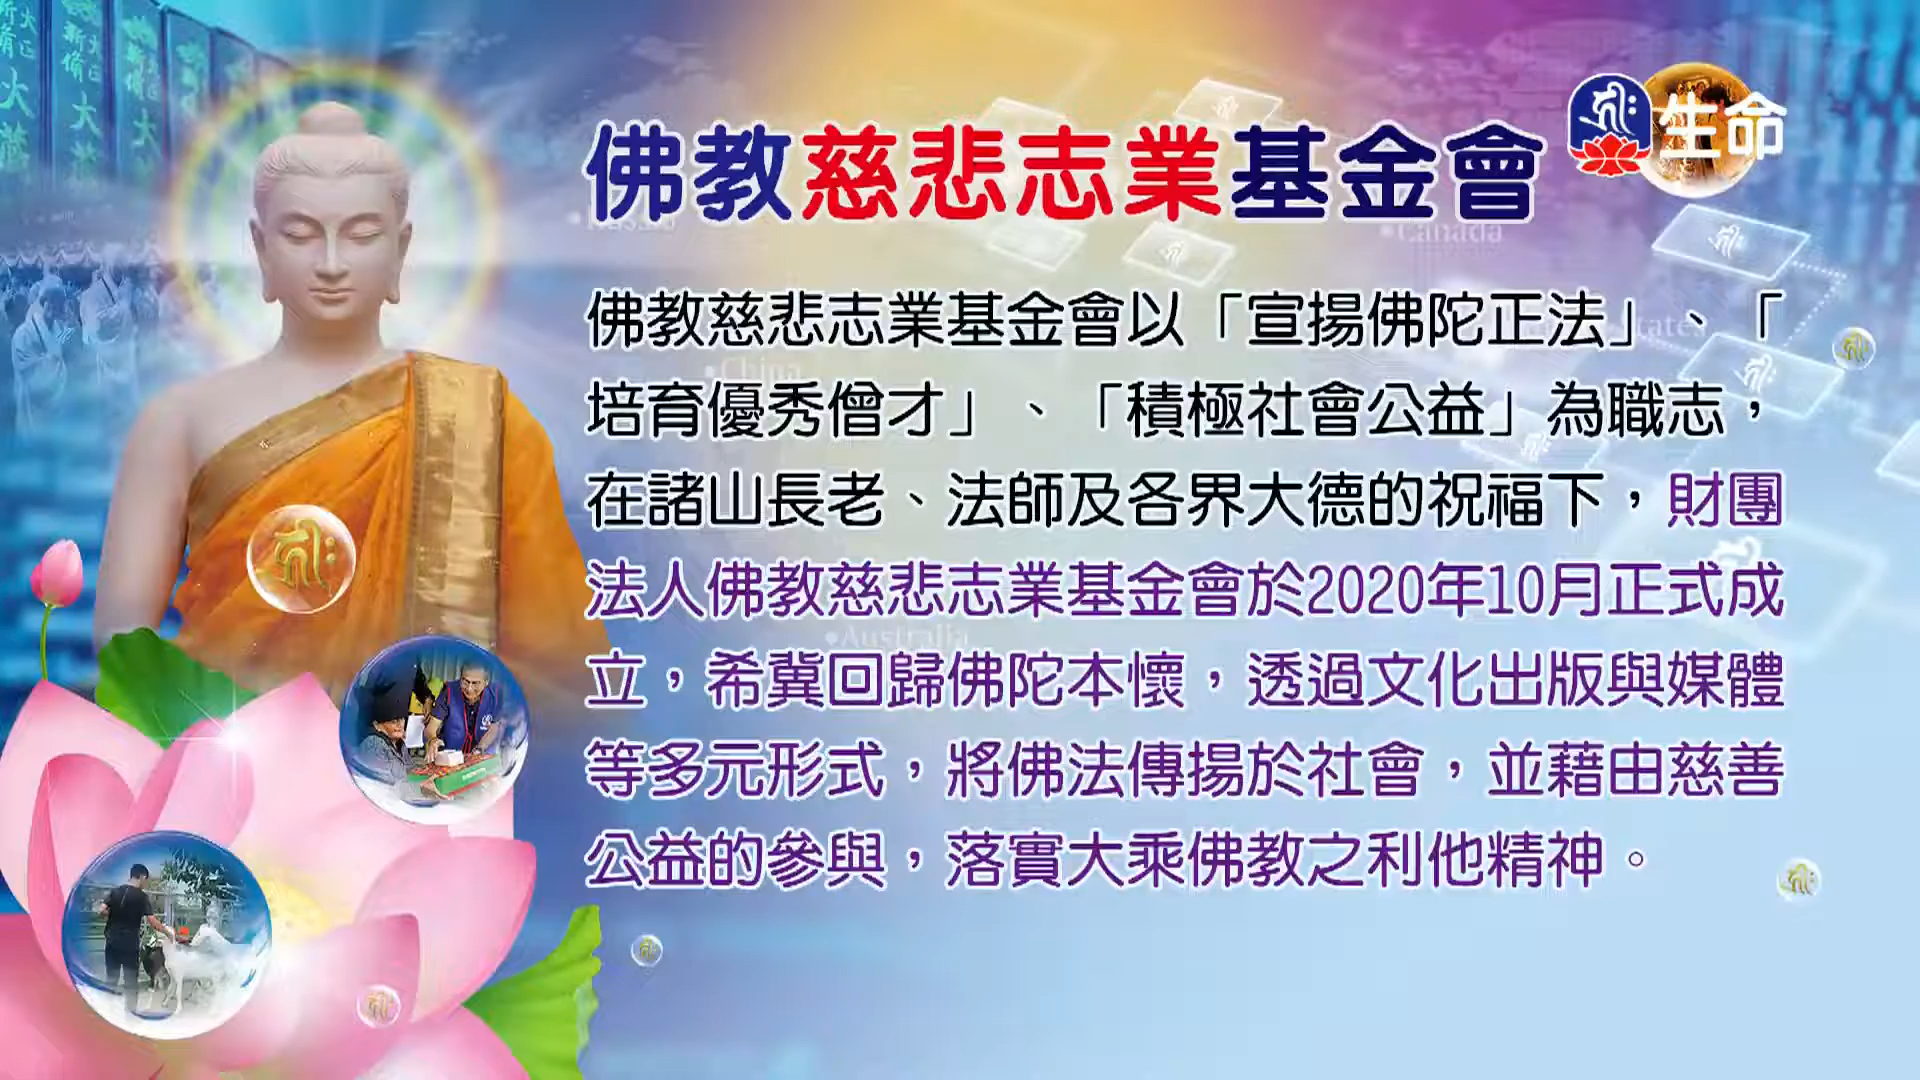 佛教慈悲志業基金會
生命
佛教慈悲志業基金會以「宣揚佛陀正法」、「
培育優秀僧才」、「積極社會公益」為職志，
在諸山長老、法師及各界大德的祝福下，財團
法人佛教慈悲志業基金會於2020年10月正式成
立，希冀回歸佛陀本懷，透過文化出版與媒體
等多元形式，將佛法傳揚於社會，並藉由慈善
公益的參與，落實大乘佛教之利他精神。
Canada
China
Australia